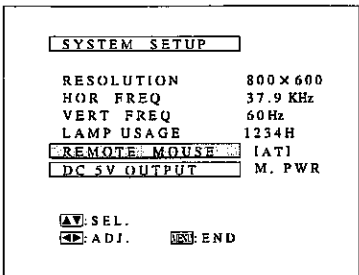 SYSTEM SETUP
RESOLUTION 800×600
HOR FREQ 37.9 KHz
VERT FREQ 60Hz
LAMP USAGE 1234H
REMOTE MOUSE [AT]
DC 5V OUTPUT M. PWR
▲▼: SEL.
◀▶: ADJ. MENU: END